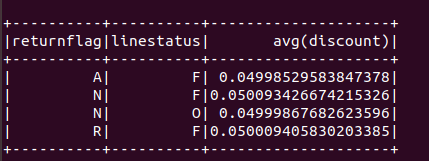 +----------+----------+--------------------+
|returnflag|linestatus|       avg(discount)|
+----------+----------+--------------------+
|         A|         F| 0.04998529583847378|
|         N|         F|0.050093426674215326|
|         N|         O| 0.04999867682623596|
|         R|         F|0.050009405830203385|
+----------+----------+--------------------+